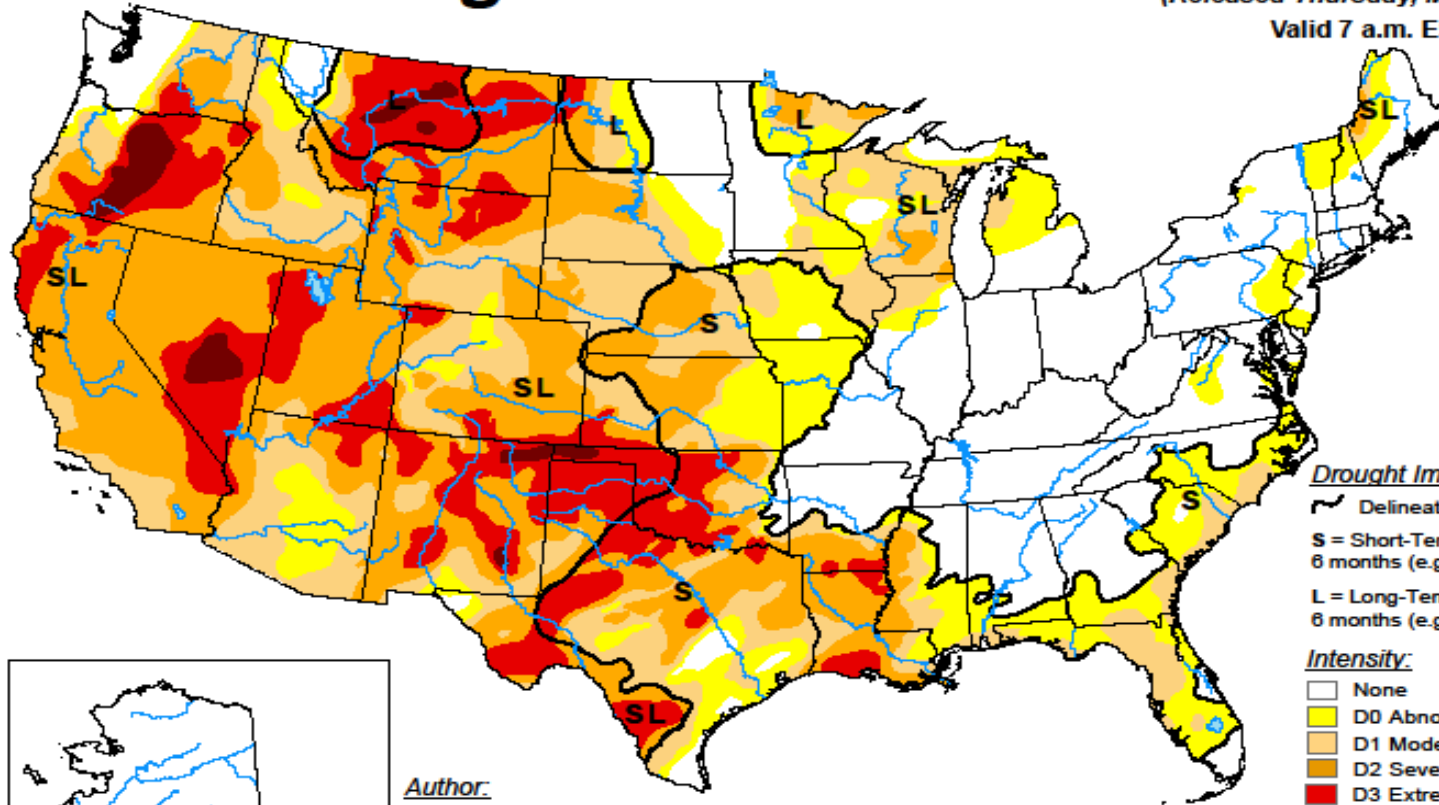 Valid 7 a.m. E
L
L
L
SL
SL
SL
S
SL
S
S
SL
Drought Im
Delineat
S = Short-Ter
6 months (e.g
L = Long-Ter
6 months (e.g
Intensity:
None
D0 Abno
D1 Mode
D2 Seve
D3 Extre
Author: